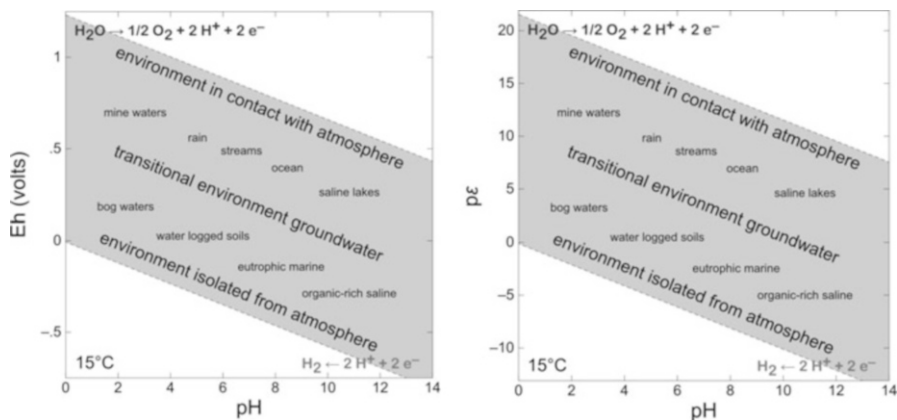 H₂O → 1/2 O₂ + 2 H⁺ + 2 e⁻
environment in contact with atmosphere
mine waters
rain
streams
ocean
saline lakes
transitional environment groundwater
bog waters
water logged soils
eutrophic marine
organic-rich saline
environment isolated from atmosphere
15°C
H₂ ← 2 H⁺ + 2 e⁻
Eh (volts)
1
.5
0
–.5
0 2 4 6 8 10 12 14
pH
H₂O → 1/2 O₂ + 2 H⁺ + 2 e⁻
environment in contact with atmosphere
mine waters
rain
streams
ocean
saline lakes
transitional environment groundwater
bog waters
water logged soils
eutrophic marine
organic-rich saline
environment isolated from atmosphere
15°C
H₂ ← 2 H⁺ + 2 e⁻
pε
20
15
10
5
0
–5
–10
0 2 4 6 8 10 12 14
pH